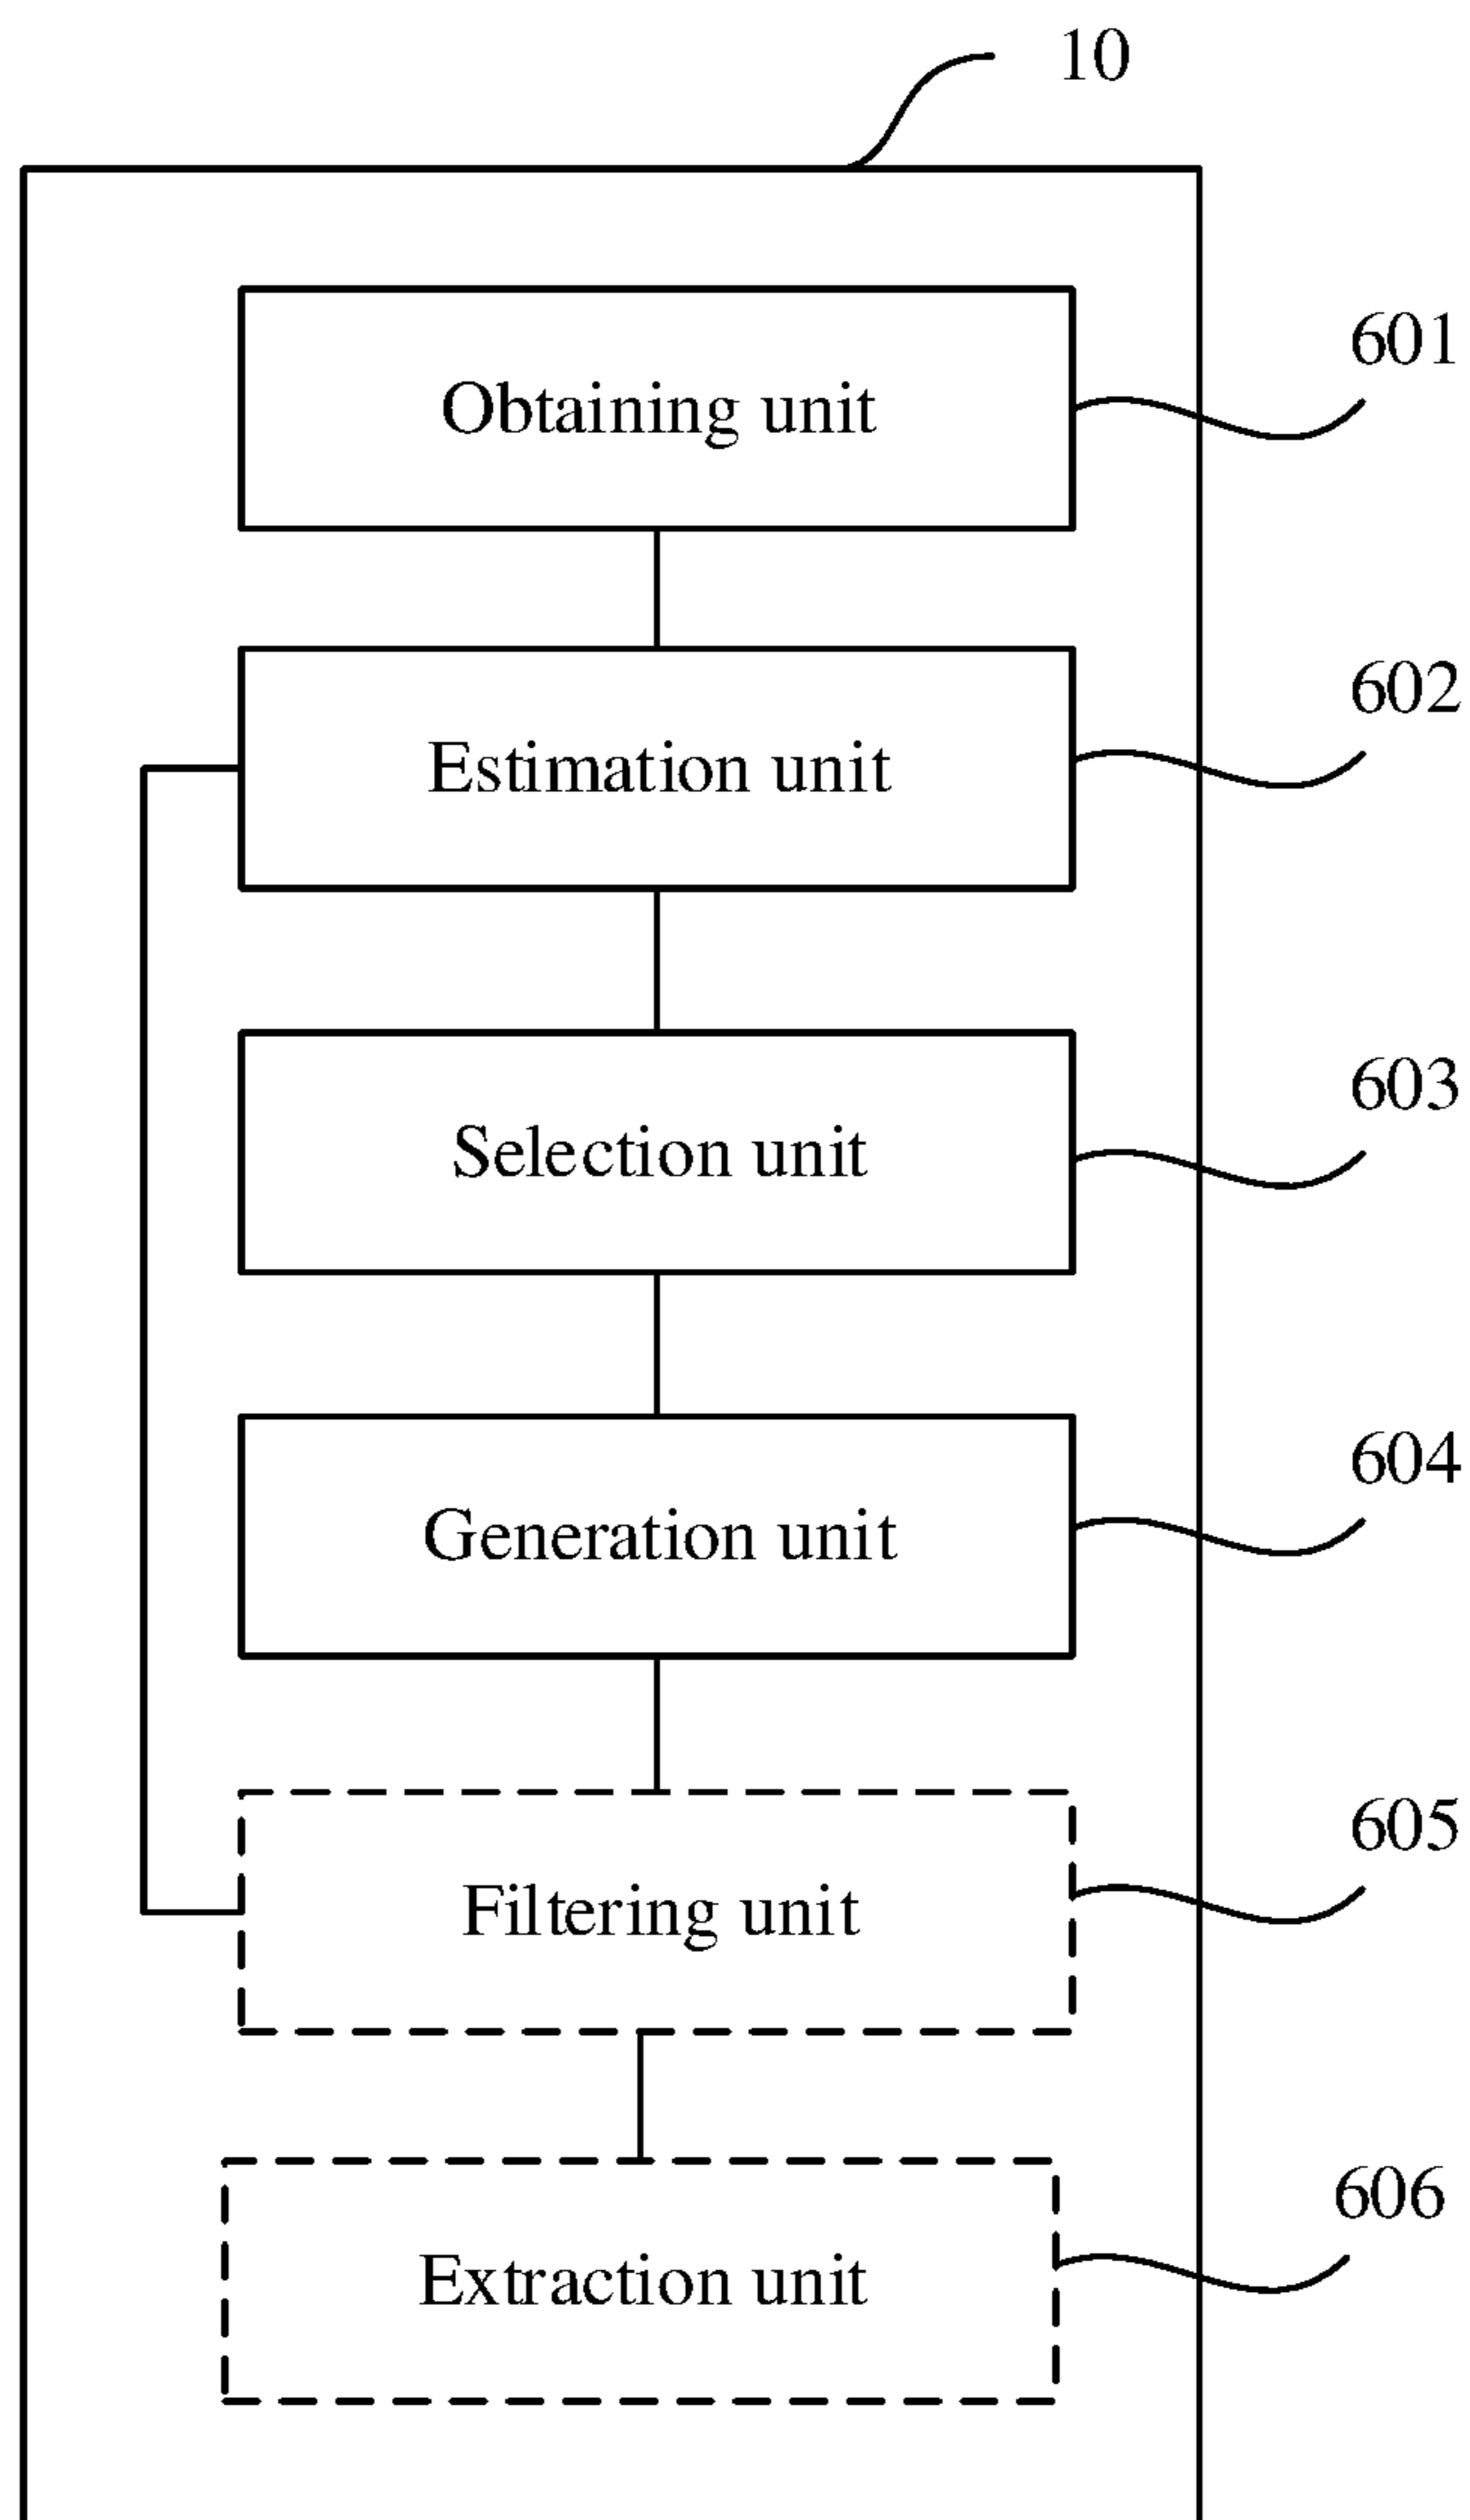 10
Obtaining unit
601
Estimation unit
602
Selection unit
603
Generation unit
604
Filtering unit
605
Extraction unit
606